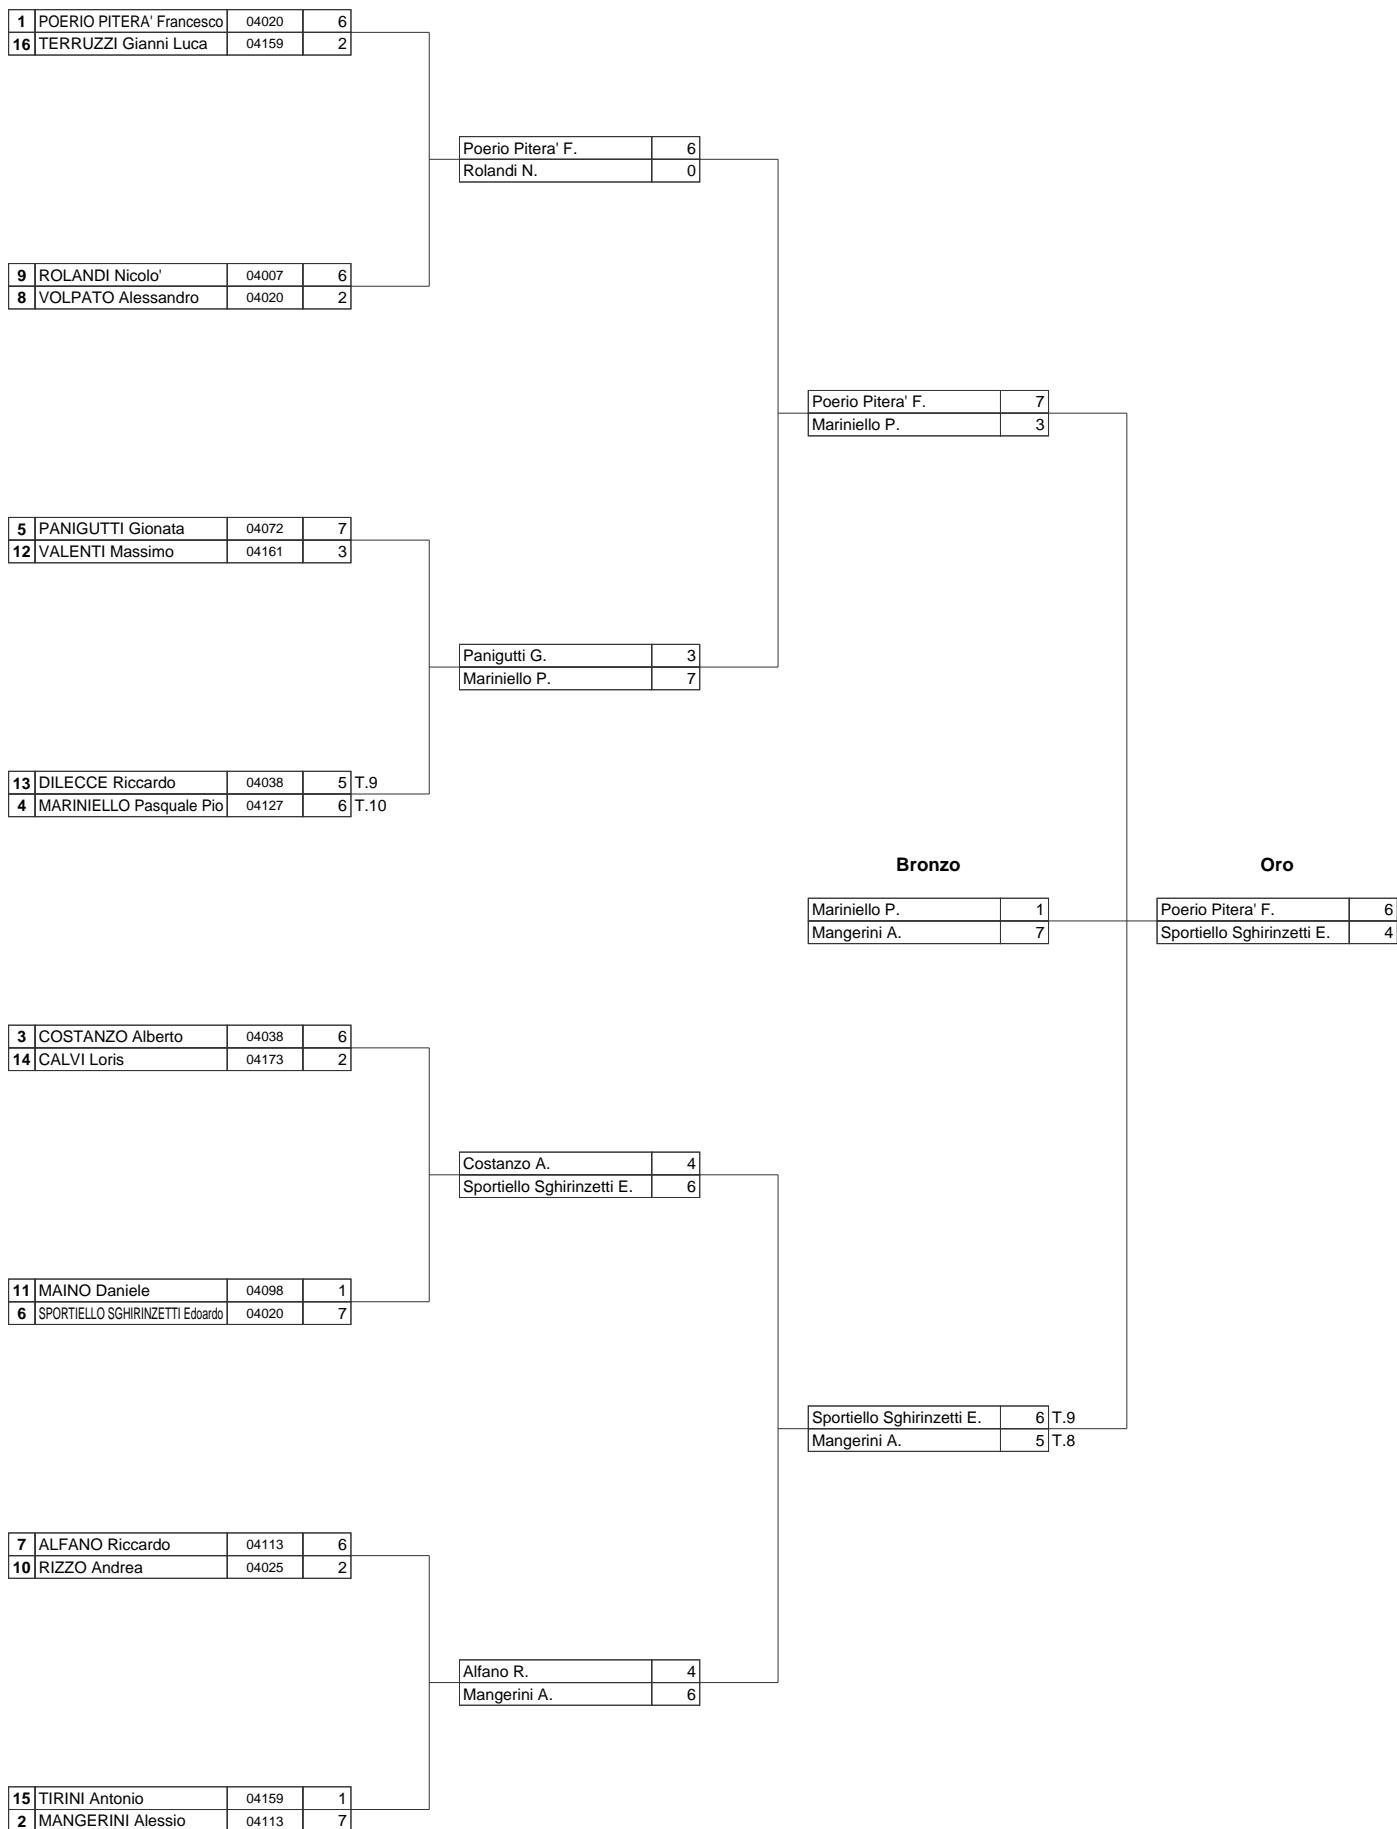 1 POERIO PITERA' Francesco 04020 6
16 TERRUZZI Gianni Luca 04159 2
Poerio Pitera' F. 6
Rolandi N. 0
9 ROLANDI Nicolo' 04007 6
8 VOLPATO Alessandro 04020 2
Poerio Pitera' F. 7
Mariniello P. 3
5 PANIGUTTI Gionata 04072 7
12 VALENTI Massimo 04161 3
Panigutti G. 3
Mariniello P. 7
13 DILECCE Riccardo 04038 5 T.9
4 MARINIELLO Pasquale Pio 04127 6 T.10
Bronzo Oro
Mariniello P. 1 Poerio Pitera' F. 6
Mangerini A. 7 Sportiello Sghirinzetti E. 4
3 COSTANZO Alberto 04038 6
14 CALVI Loris 04173 2
Costanzo A. 4
Sportiello Sghirinzetti E. 6
11 MAINO Daniele 04098 1
6 SPORTIELLO SGHIRINZETTI Edoardo 04020 7
Sportiello Sghirinzetti E. 6 T.9
Mangerini A. 5 T.8
7 ALFANO Riccardo 04113 6
10 RIZZO Andrea 04025 2
Alfano R. 4
Mangerini A. 6
15 TIRINI Antonio 04159 1
2 MANGERINI Alessio 04113 7